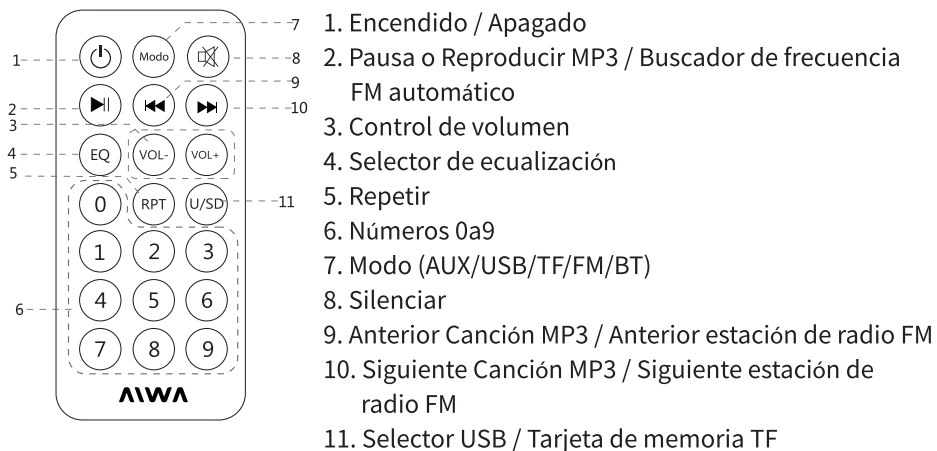 7
1
Modo
8
9
2
10
3
4
EQ
VOL-
VOL+
5
0
RPT
U/SD
11
1
2
3
6
4
5
6
7
8
9
AIWA
1. Encendido / Apagado
2. Pausa o Reproducir MP3 / Buscador de frecuencia
FM automático
3. Control de volumen
4. Selector de ecualización
5. Repetir
6. Números 0a9
7. Modo (AUX/USB/TF/FM/BT)
8. Silenciar
9. Anterior Canción MP3 / Anterior estación de radio FM
10. Siguiente Canción MP3 / Siguiente estación de
radio FM
11. Selector USB / Tarjeta de memoria TF